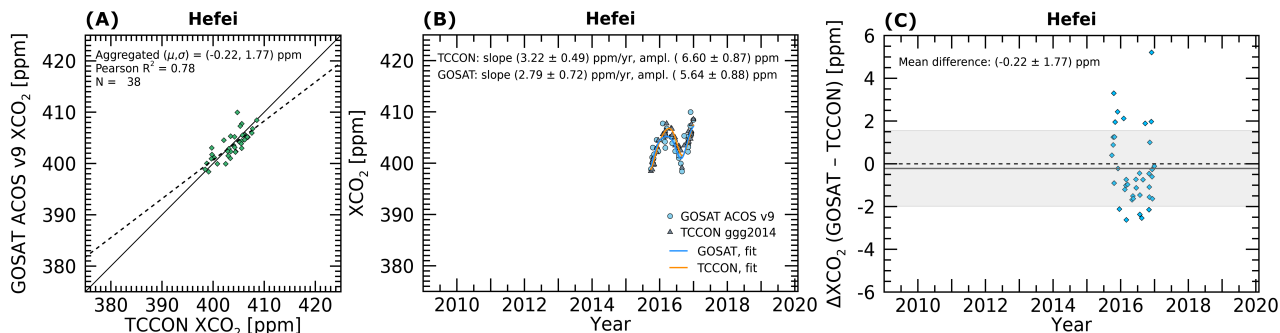 (A) Hefei
Aggregated (μ,σ) = (-0.22, 1.77) ppm
Pearson R² = 0.78
N = 38
GOSAT ACOS v9 XCO₂ [ppm]
420
410
400
390
380
380 390 400 410 420
TCCON XCO₂ [ppm]
(B) Hefei
TCCON: slope (3.22 ± 0.49) ppm/yr, ampl. ( 6.60 ± 0.87) ppm
GOSAT: slope (2.79 ± 0.72) ppm/yr, ampl. ( 5.64 ± 0.88) ppm
XCO₂ [ppm]
420
410
400
390
380
GOSAT ACOS v9
TCCON ggg2014
GOSAT, fit
TCCON, fit
2010 2012 2014 2016 2018 2020
Year
(C) Hefei
Mean difference: (-0.22 ± 1.77) ppm
ΔXCO₂ (GOSAT − TCCON) [ppm]
6
4
2
0
-2
-4
-6
2010 2012 2014 2016 2018 2020
Year